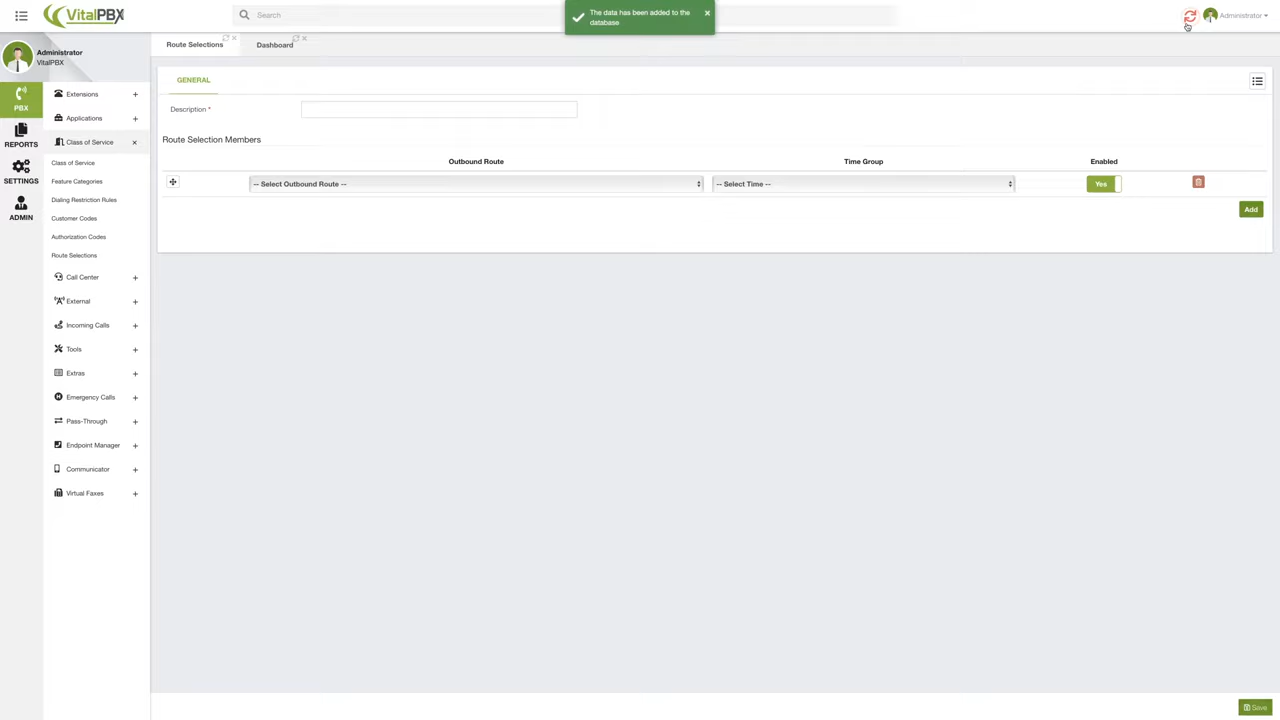 VitalPBX
Search
The data has been added to the
database
Administrator
Administrator
VitalPBX
Route Selections
Dashboard
PBX
REPORTS
SETTINGS
ADMIN
Extensions
Applications
Class of Service
Class of Service
Feature Categories
Dialing Restriction Rules
Customer Codes
Authorization Codes
Route Selections
Call Center
External
Incoming Calls
Tools
Extras
Emergency Calls
Pass-Through
Endpoint Manager
Communicator
Virtual Faxes
GENERAL
Description *
Route Selection Members
Outbound Route Time Group Enabled
-- Select Outbound Route -- -- Select Time -- Yes
Add
Save